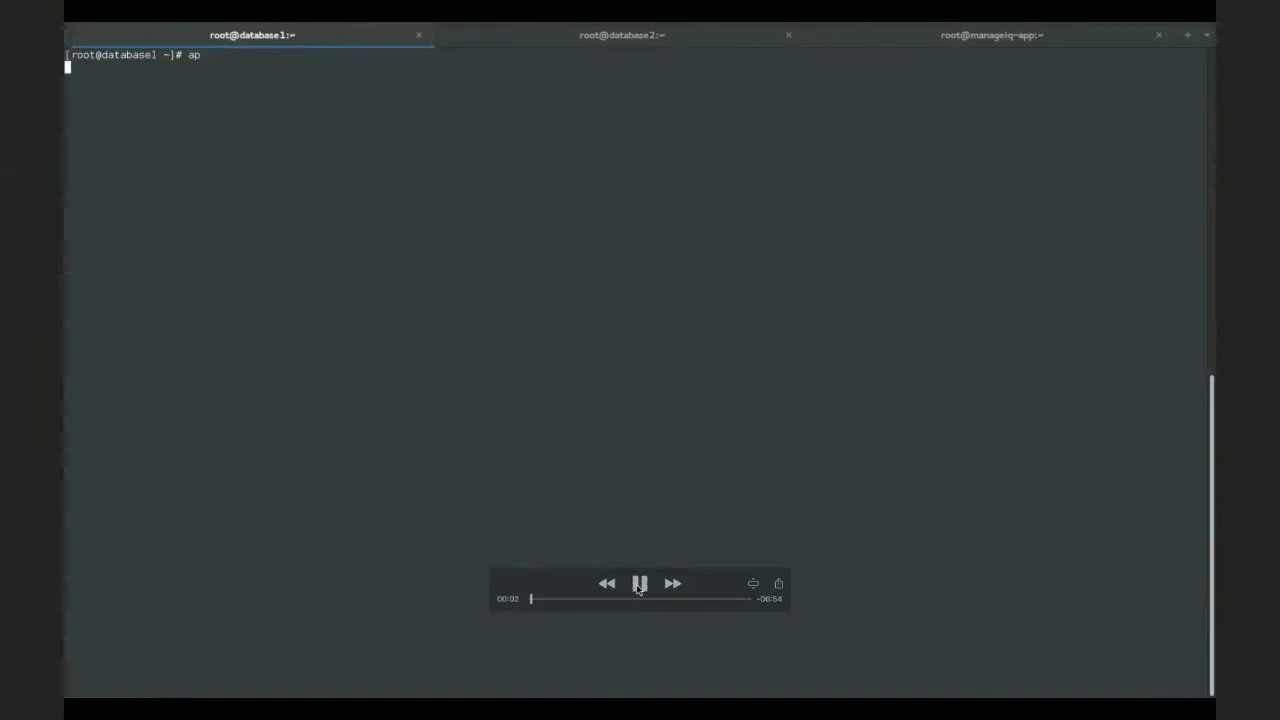 root@database1:~ × root@database2:~ × root@manageiq-app:~ × +
[root@database1 ~]# ap
00:02 -06:54